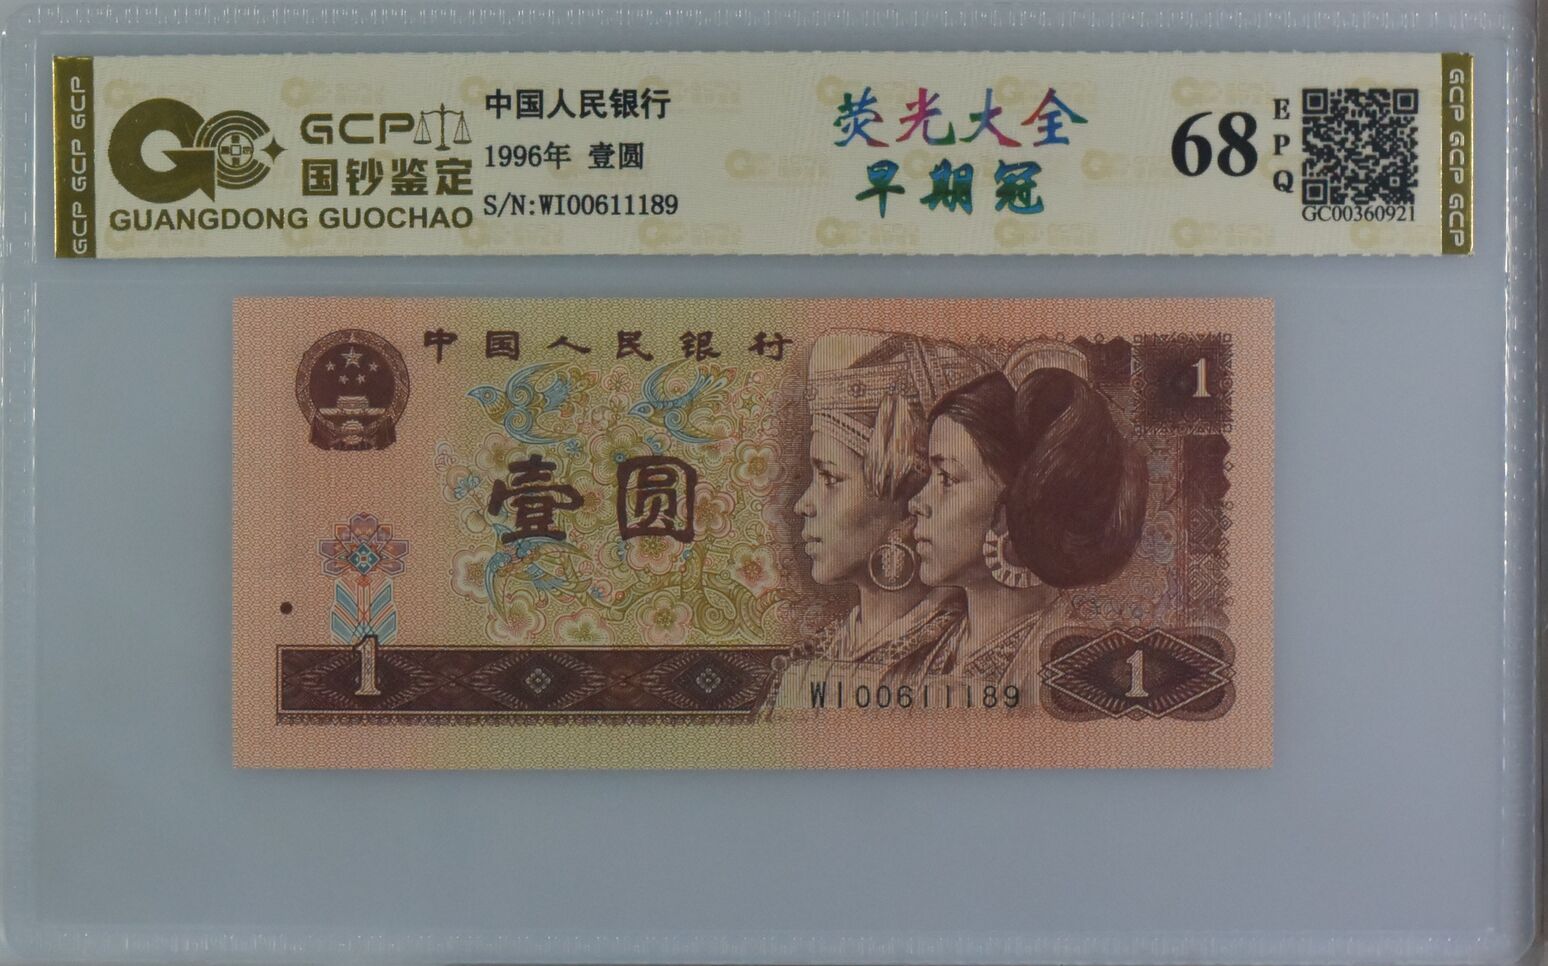 GCP GCP GCP
GCP
国钞鉴定
GUANGDONG GUOCHAO
中国人民银行
1996年 壹圆
S/N:WI00611189
荧光大全
早期冠
68
EPQ
GC00360921
GCP GCP GCP
中国人民银行
1
壹圆
1
WI00611189
1